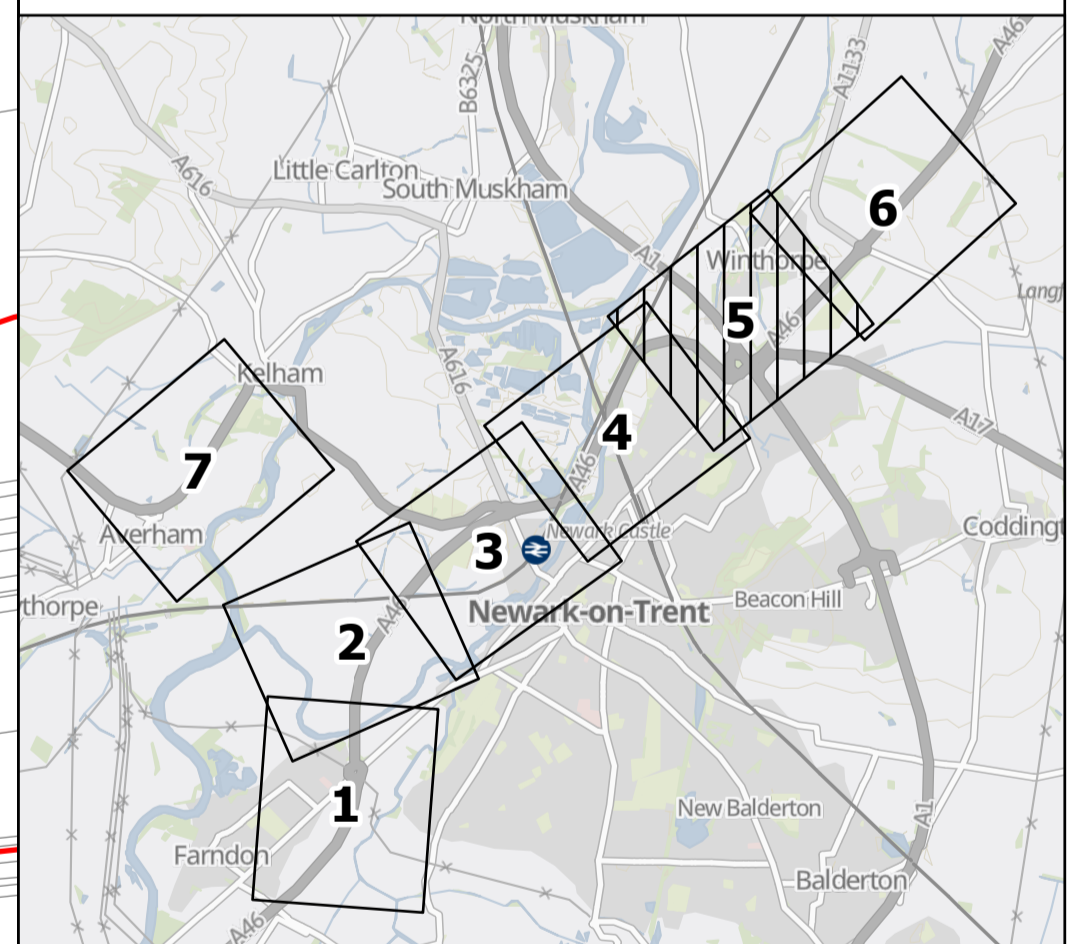 North Muskham
A46
A1133
B6325
A616
Little Carlton
South Muskham
6
A1
Winthorpe
5
A46
Kelham
A616
A17
4
7
A46
Averham
Newark Castle
Coddingt
3
ythorpe
Newark-on-Trent
Beacon Hill
A46
2
1
New Balderton
A1
Farndon
Balderton
A46